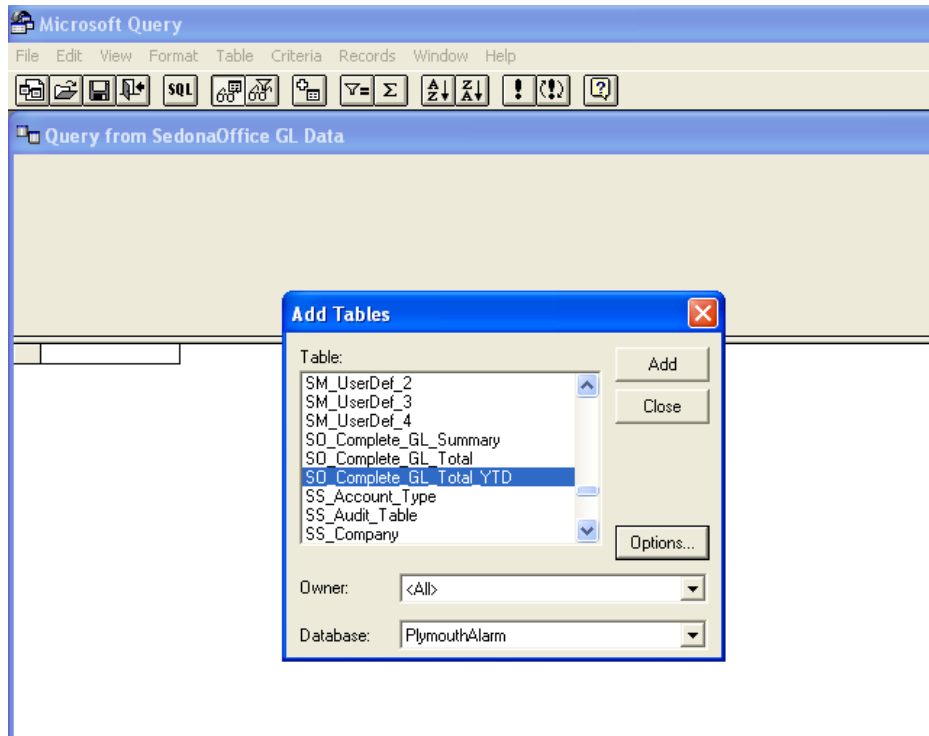 Microsoft Query
File Edit View Format Table Criteria Records Window Help
SQL
Query from SedonaOffice GL Data
Add Tables
Table:
SM_UserDef_2
SM_UserDef_3
SM_UserDef_4
SO_Complete_GL_Summary
SO_Complete_GL_Total
SO_Complete_GL_Total_YTD
SS_Account_Type
SS_Audit_Table
SS_Company
Add
Close
Options...
Owner: <All>
Database: PlymouthAlarm